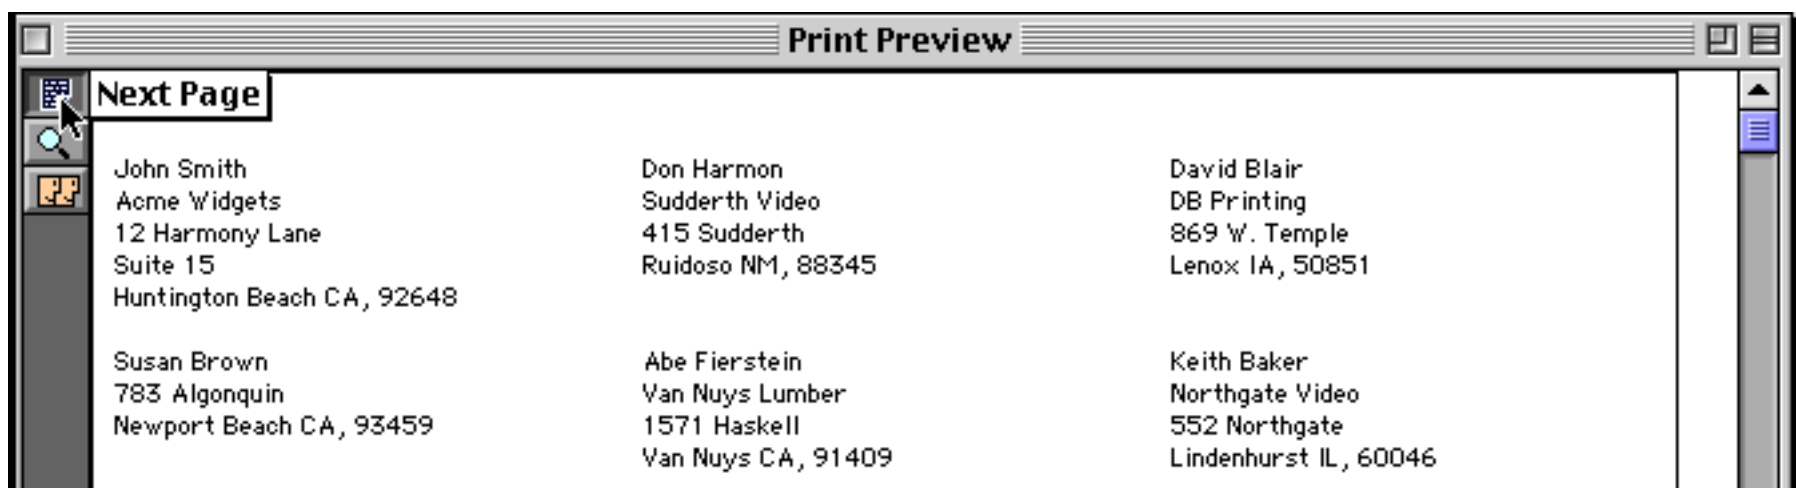 Print Preview
Next Page
John Smith
Acme Widgets
12 Harmony Lane
Suite 15
Huntington Beach CA, 92648
Don Harmon
Sudderth Video
415 Sudderth
Ruidoso NM, 88345
David Blair
DB Printing
869 W. Temple
Lenox IA, 50851
Susan Brown
783 Algonquin
Newport Beach CA, 93459
Abe Fierstein
Van Nuys Lumber
1571 Haskell
Van Nuys CA, 91409
Keith Baker
Northgate Video
552 Northgate
Lindenhurst IL, 60046